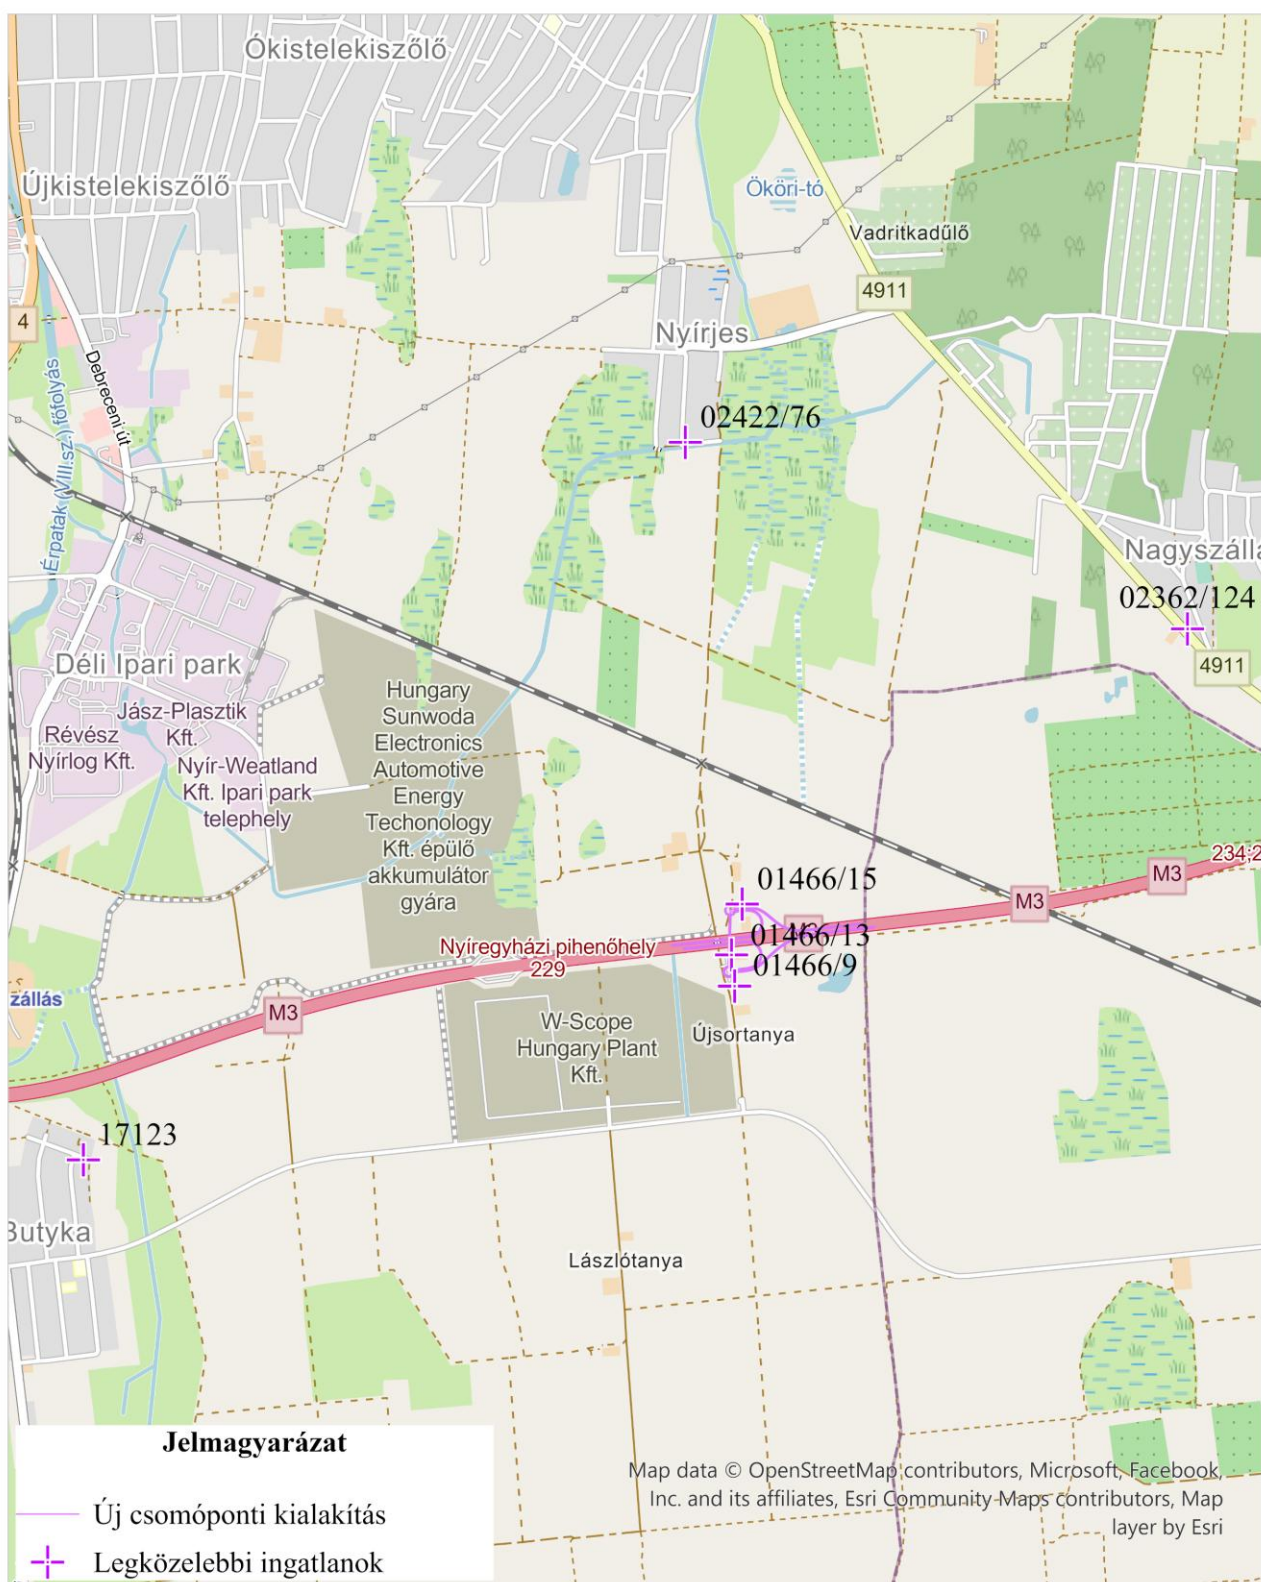 Ókistelekiszőlő
Újkistelekiszőlő
Ököri-tó
Vadritkadűlő
4911
4
Nyírjes
Debreceni út
Érpatak (VIII.sz.) főfolyás
02422/76
Nagyszállá
02362/124
4911
Déli Ipari park
Jász-Plasztik
Kft.
Révész
Nyírlog Kft.
Nyír-Weatland
Kft. Ipari park
telephely
Hungary
Sunwoda
Electronics
Automotive
Energy
Techonology
Kft. épülő
akkumulátor
gyára
234;2
M3
M3
01466/15
M3
01466/13
01466/9
Nyíregyházi pihenőhely
229
zállás
M3
W-Scope
Hungary Plant
Kft.
Újsortanya
17123
Butyka
Lászlótanya
Jelmagyarázat
Új csomóponti kialakítás
Legközelebbi ingatlanok
Map data © OpenStreetMap contributors, Microsoft, Facebook,
Inc. and its affiliates, Esri Community Maps contributors, Map
layer by Esri